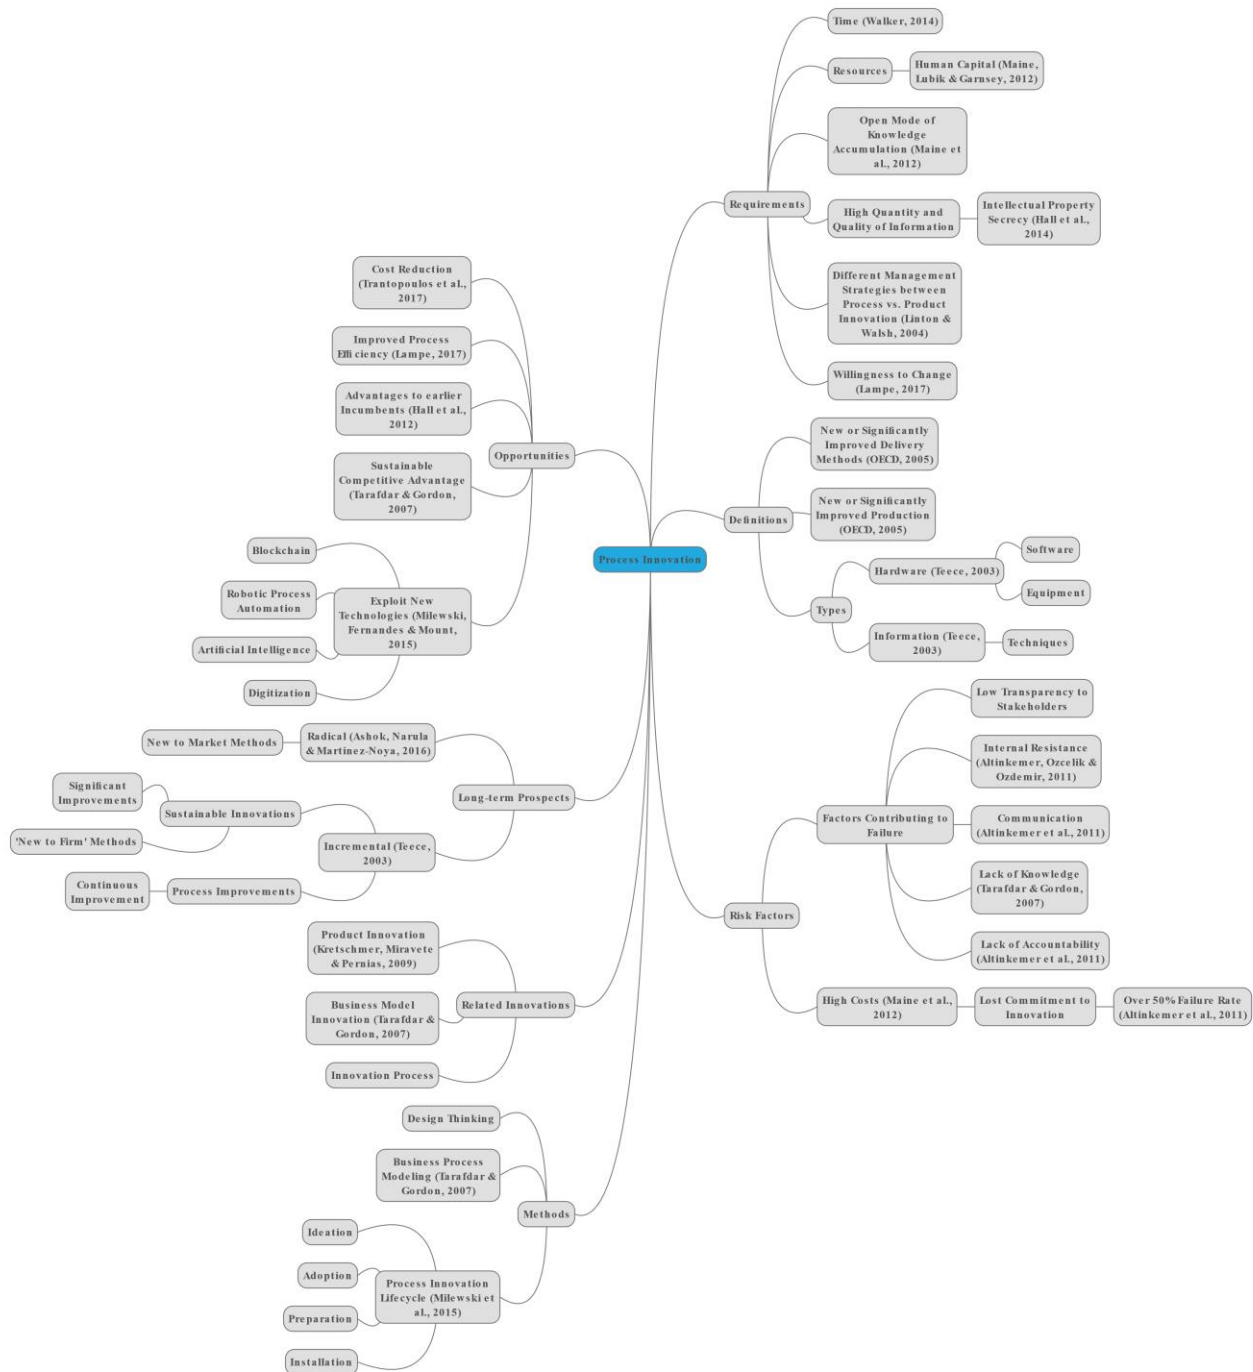 Process Innovation
Requirements
Time (Walker, 2014)
Resources
Human Capital (Maine,
Lubik & Garnsey, 2012)
Open Mode of
Knowledge
Accumulation (Maine et
al., 2012)
High Quantity and
Quality of Information
Intellectual Property
Secrecy (Hall et al.,
2014)
Different Management
Strategies between
Process vs. Product
Innovation (Linton &
Walsh, 2004)
Willingness to Change
(Lampe, 2017)
Definitions
New or Significantly
Improved Delivery
Methods (OECD, 2005)
New or Significantly
Improved Production
(OECD, 2005)
Types
Hardware (Teece, 2003)
Software
Equipment
Information (Teece,
2003)
Techniques
Risk Factors
Factors Contributing to
Failure
Low Transparency to
Stakeholders
Internal Resistance
(Altinkemer, Ozcelik &
Ozdemir, 2011)
Communication
(Altinkemer et al., 2011)
Lack of Knowledge
(Tarafdar & Gordon,
2007)
Lack of Accountability
(Altinkemer et al., 2011)
High Costs (Maine et al.,
2012)
Lost Commitment to
Innovation
Over 50% Failure Rate
(Altinkemer et al., 2011)
Opportunities
Cost Reduction
(Trantopoulos et al.,
2017)
Improved Process
Efficiency (Lampe, 2017)
Advantages to earlier
Incumbents (Hall et al.,
2012)
Sustainable
Competitive Advantage
(Tarafdar & Gordon,
2007)
Exploit New
Technologies (Milewski,
Fernandes & Mount,
2015)
Blockchain
Robotic Process
Automation
Artificial Intelligence
Digitization
Long-term Prospects
Radical (Ashok, Narula
& Martinez-Noya, 2016)
New to Market Methods
Incremental (Teece,
2003)
Sustainable Innovations
Significant
Improvements
'New to Firm' Methods
Process Improvements
Continuous
Improvement
Related Innovations
Product Innovation
(Kretschmer, Miravete
& Pernias, 2009)
Business Model
Innovation (Tarafdar &
Gordon, 2007)
Innovation Process
Methods
Design Thinking
Business Process
Modeling (Tarafdar &
Gordon, 2007)
Process Innovation
Lifecycle (Milewski et
al., 2015)
Ideation
Adoption
Preparation
Installation